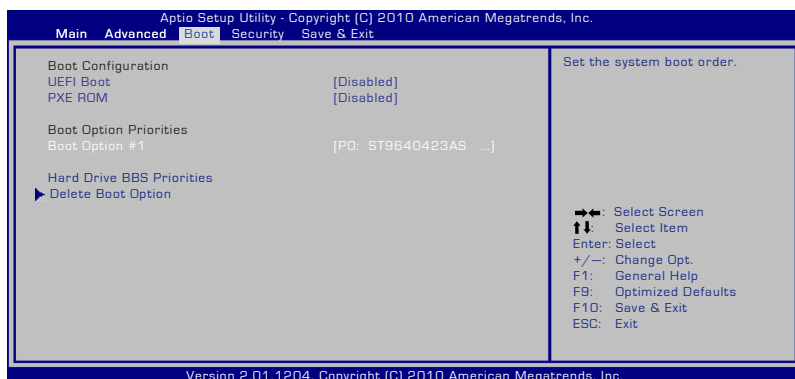 Aptio Setup Utility - Copyright (C) 2010 American Megatrends, Inc.
Main Advanced Boot Security Save & Exit
Boot Configuration
UEFI Boot [Disabled]
PXE ROM [Disabled]
Boot Option Priorities
Boot Option #1 [P0: ST9640423AS ...]
Hard Drive BBS Priorities
Delete Boot Option
Set the system boot order.
→←: Select Screen
↑↓: Select Item
Enter: Select
+/—: Change Opt.
F1: General Help
F9: Optimized Defaults
F10: Save & Exit
ESC: Exit
Version 2.01.1204. Copyright (C) 2010 American Megatrends, Inc.